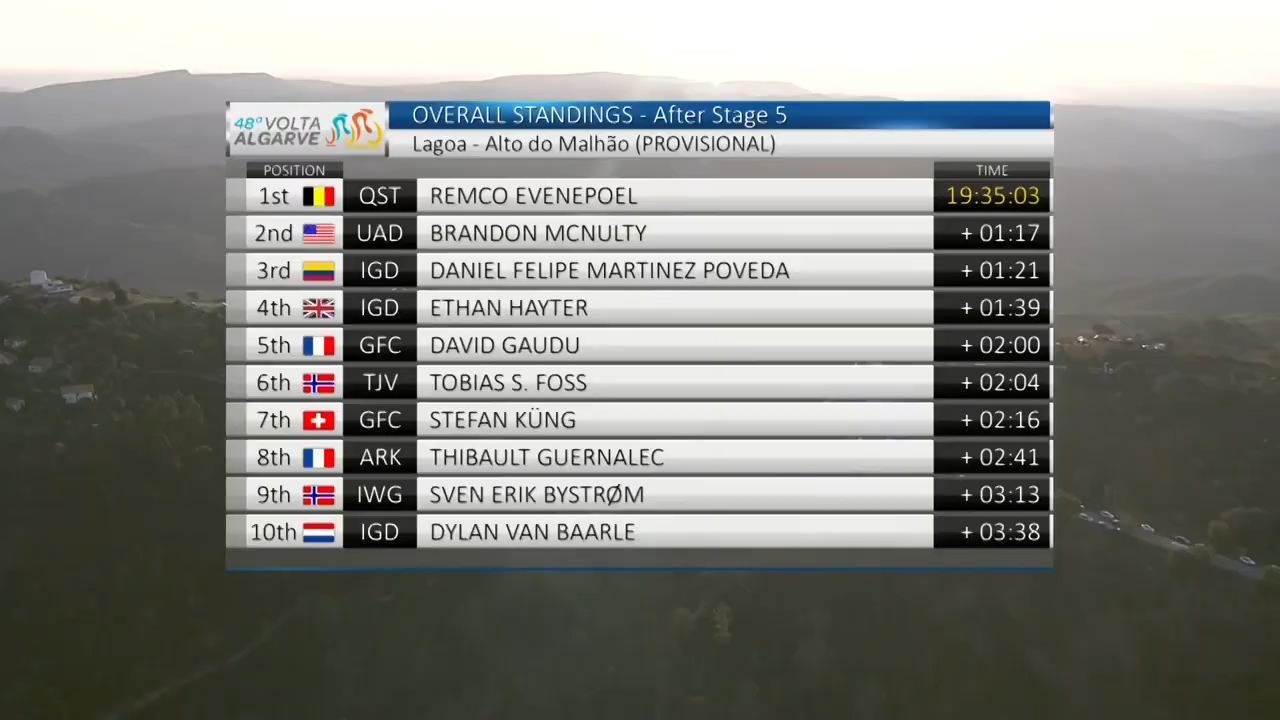 48º VOLTA
ALGARVE
OVERALL STANDINGS - After Stage 5
Lagoa - Alto do Malhão (PROVISIONAL)
POSITION TIME
1st QST REMCO EVENEPOEL 19:35:03
2nd UAD BRANDON MCNULTY + 01:17
3rd IGD DANIEL FELIPE MARTINEZ POVEDA + 01:21
4th IGD ETHAN HAYTER + 01:39
5th GFC DAVID GAUDU + 02:00
6th TJV TOBIAS S. FOSS + 02:04
7th GFC STEFAN KÜNG + 02:16
8th ARK THIBAULT GUERNALEC + 02:41
9th IWG SVEN ERIK BYSTRØM + 03:13
10th IGD DYLAN VAN BAARLE + 03:38